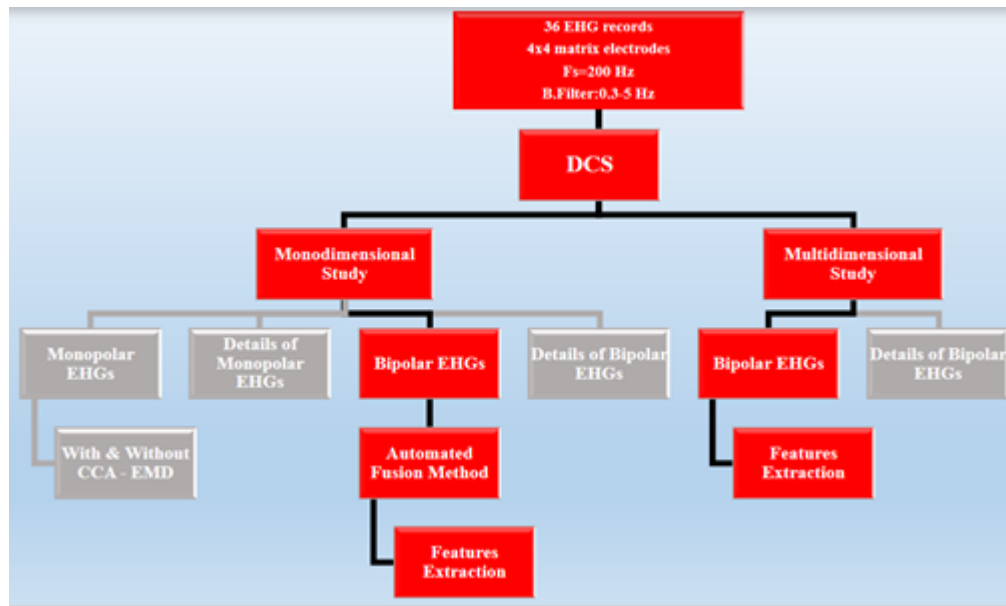 36 EHG records
4x4 matrix electrodes
Fs=200 Hz
B.Filter:0.3-5 Hz
DCS
Monodimensional
Study
Multidimensional
Study
Monopolar
EHGs
Details of
Monopolar
EHGs
Bipolar EHGs
Details of Bipolar
EHGs
Bipolar EHGs
Details of Bipolar
EHGs
With & Without
CCA - EMD
Automated
Fusion Method
Features
Extraction
Features
Extraction